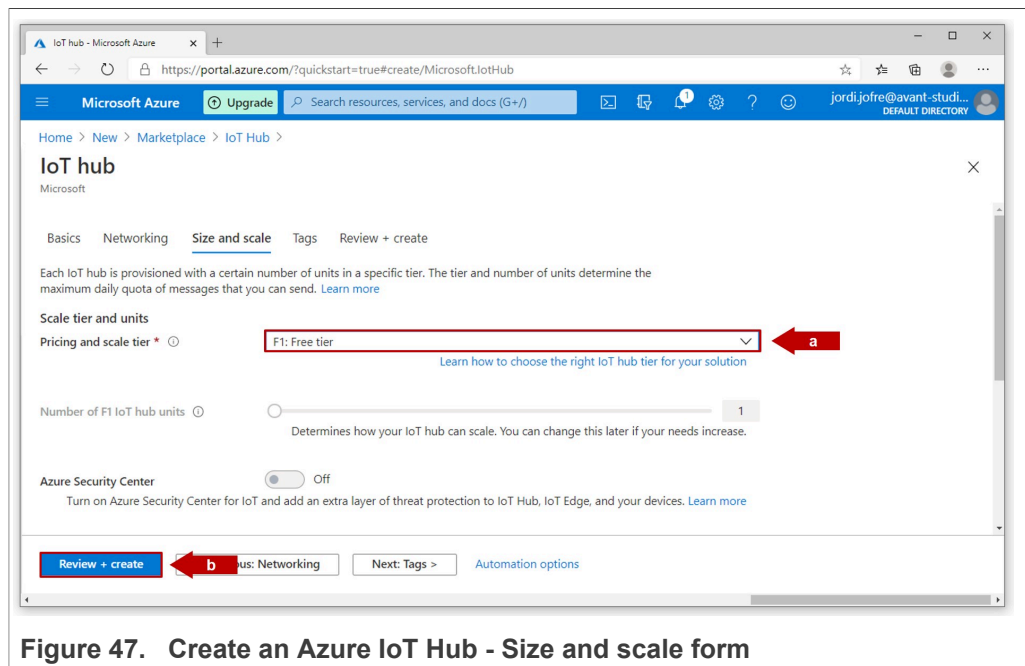 IoT hub - Microsoft Azure
https://portal.azure.com/?quickstart=true#create/Microsoft.IotHub
Microsoft Azure
Upgrade
Search resources, services, and docs (G+/)
1
jordi.jofre@avant-studi...
DEFAULT DIRECTORY
Home > New > Marketplace > IoT Hub >
IoT hub
Microsoft
Basics Networking Size and scale Tags Review + create
Each IoT hub is provisioned with a certain number of units in a specific tier. The tier and number of units determine the
maximum daily quota of messages that you can send. Learn more
Scale tier and units
Pricing and scale tier * F1: Free tier a
Learn how to choose the right IoT hub tier for your solution
Number of F1 IoT hub units 1
Determines how your IoT hub can scale. You can change this later if your needs increase.
Azure Security Center Off
Turn on Azure Security Center for IoT and add an extra layer of threat protection to IoT Hub, IoT Edge, and your devices. Learn more
Review + create b us: Networking Next: Tags > Automation options
Figure 47. Create an Azure IoT Hub - Size and scale form